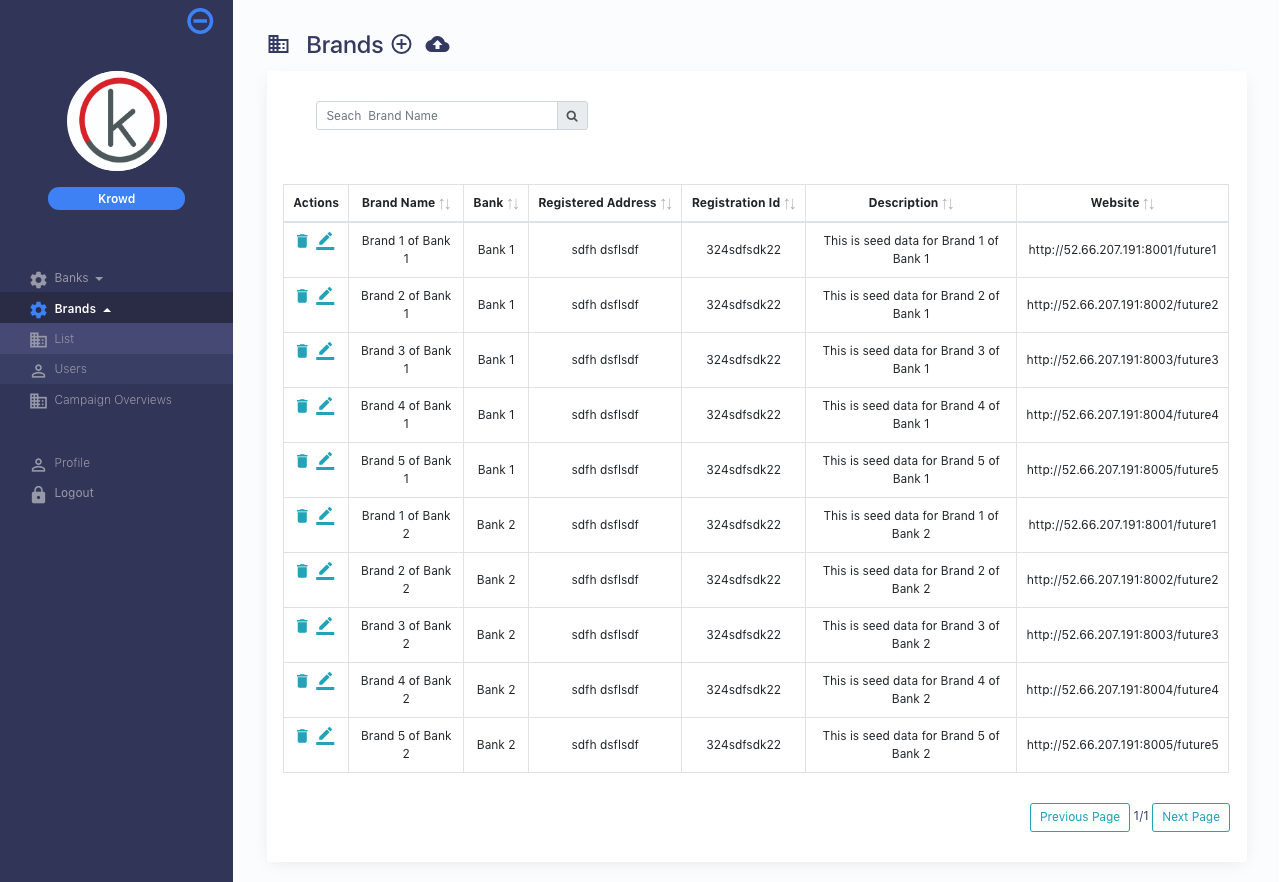 k
Krowd
Banks
Brands
List
Users
Campaign Overviews
Profile
Logout
Brands
Seach  Brand Name
Actions Brand Name Bank Registered Address Registration Id Description Website
Brand 1 of Bank 1 Bank 1 sdfh dsflsdf 324sdfsdk22 This is seed data for Brand 1 of Bank 1 http://52.66.207.191:8001/future1
Brand 2 of Bank 1 Bank 1 sdfh dsflsdf 324sdfsdk22 This is seed data for Brand 2 of Bank 1 http://52.66.207.191:8002/future2
Brand 3 of Bank 1 Bank 1 sdfh dsflsdf 324sdfsdk22 This is seed data for Brand 3 of Bank 1 http://52.66.207.191:8003/future3
Brand 4 of Bank 1 Bank 1 sdfh dsflsdf 324sdfsdk22 This is seed data for Brand 4 of Bank 1 http://52.66.207.191:8004/future4
Brand 5 of Bank 1 Bank 1 sdfh dsflsdf 324sdfsdk22 This is seed data for Brand 5 of Bank 1 http://52.66.207.191:8005/future5
Brand 1 of Bank 2 Bank 2 sdfh dsflsdf 324sdfsdk22 This is seed data for Brand 1 of Bank 2 http://52.66.207.191:8001/future1
Brand 2 of Bank 2 Bank 2 sdfh dsflsdf 324sdfsdk22 This is seed data for Brand 2 of Bank 2 http://52.66.207.191:8002/future2
Brand 3 of Bank 2 Bank 2 sdfh dsflsdf 324sdfsdk22 This is seed data for Brand 3 of Bank 2 http://52.66.207.191:8003/future3
Brand 4 of Bank 2 Bank 2 sdfh dsflsdf 324sdfsdk22 This is seed data for Brand 4 of Bank 2 http://52.66.207.191:8004/future4
Brand 5 of Bank 2 Bank 2 sdfh dsflsdf 324sdfsdk22 This is seed data for Brand 5 of Bank 2 http://52.66.207.191:8005/future5
Previous Page 1/1 Next Page